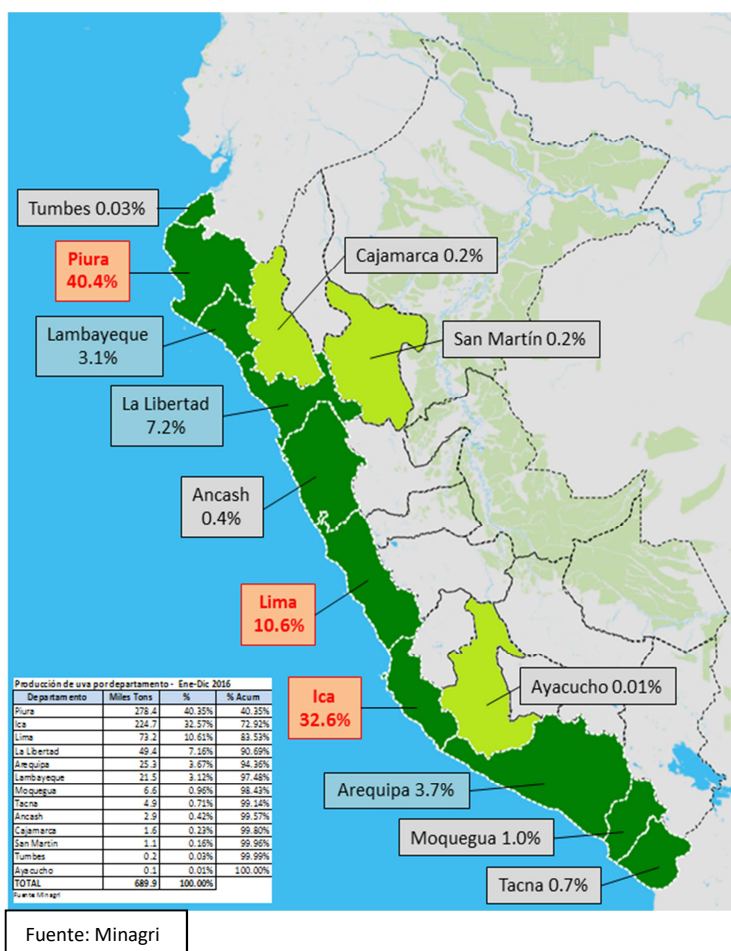 Tumbes 0.03%
Piura
40.4%
Cajamarca 0.2%
Lambayeque
3.1%
San Martín 0.2%
La Libertad
7.2%
Ancash
0.4%
Lima
10.6%
Ica
32.6%
Ayacucho 0.01%
Arequipa 3.7%
Moquegua 1.0%
Tacna 0.7%
Producción de uva por departamento - Ene-Dic 2016
Departamento Miles Tons % % Acum
Piura 278.4 40.35% 40.35%
Ica 224.7 32.57% 72.92%
Lima 73.2 10.61% 83.53%
La Libertad 49.4 7.16% 90.69%
Arequipa 25.3 3.67% 94.36%
Lambayeque 21.5 3.12% 97.48%
Moquegua 6.6 0.96% 98.43%
Tacna 4.9 0.71% 99.14%
Ancash 2.9 0.42% 99.57%
Cajamarca 1.6 0.23% 99.80%
San Martin 1.1 0.16% 99.96%
Tumbes 0.2 0.03% 99.99%
Ayacucho 0.1 0.01% 100.00%
TOTAL 689.9 100.00%
Fuente Minagri
Fuente: Minagri